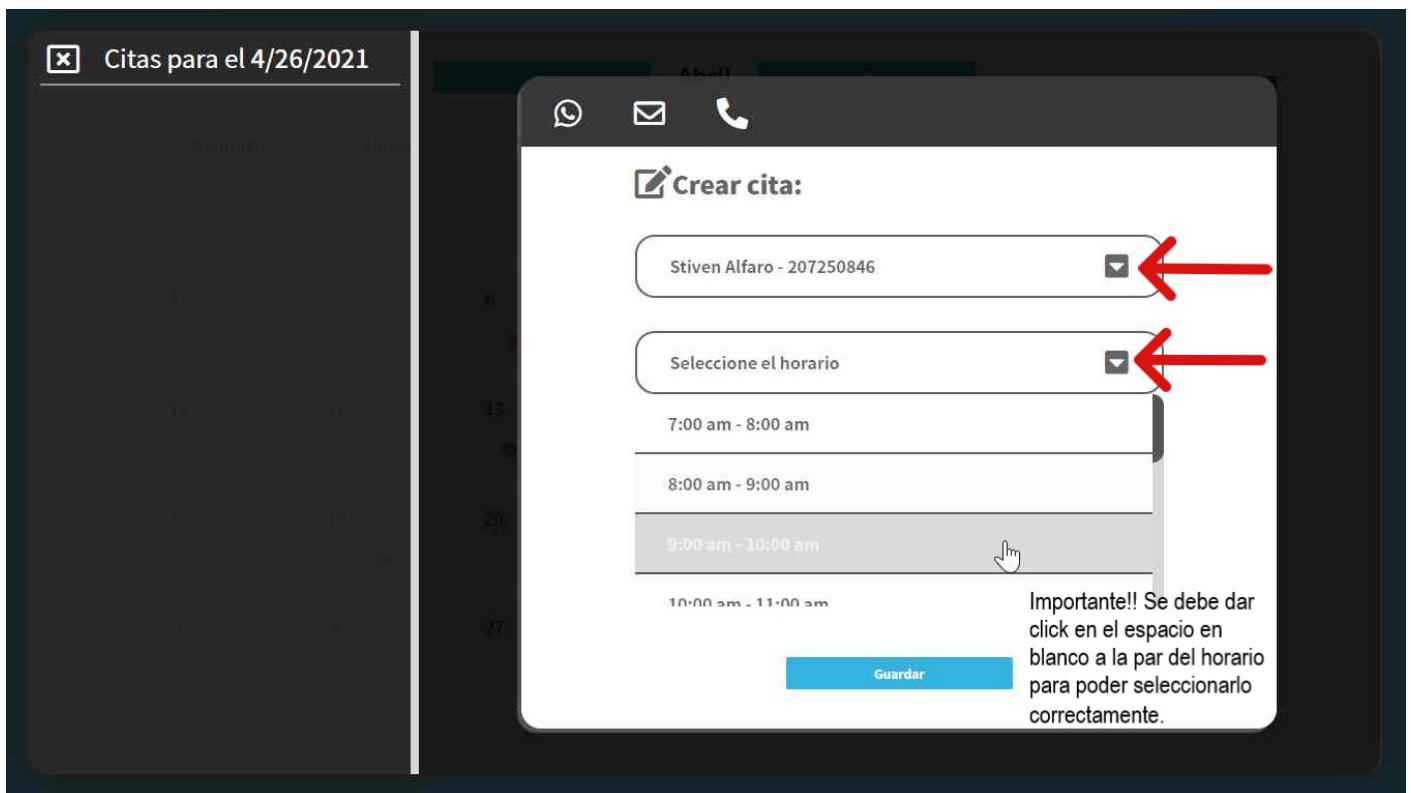 Citas para el 4/26/2021
Abril
Crear cita:
Stiven Alfaro - 207250846
Seleccione el horario
7:00 am - 8:00 am
8:00 am - 9:00 am
9:00 am - 10:00 am
10:00 am - 11:00 am
Guardar
Importante!! Se debe dar
click en el espacio en
blanco a la par del horario
para poder seleccionarlo
correctamente.
6
13
20
27